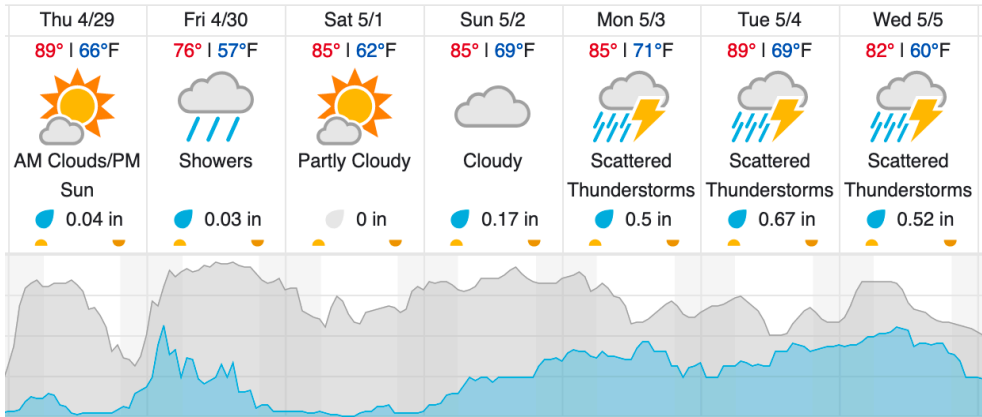 Thu 4/29 Fri 4/30 Sat 5/1 Sun 5/2 Mon 5/3 Tue 5/4 Wed 5/5
89° | 66°F 76° | 57°F 85° | 62°F 85° | 69°F 85° | 71°F 89° | 69°F 82° | 60°F
AM Clouds/PM Showers Partly Cloudy Cloudy Scattered Scattered Scattered
Sun Thunderstorms Thunderstorms Thunderstorms
0.04 in 0.03 in 0 in 0.17 in 0.5 in 0.67 in 0.52 in